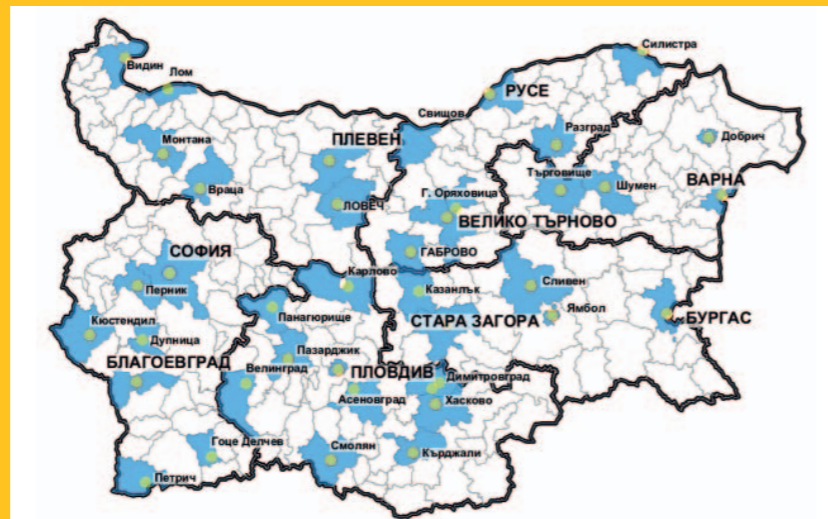 Силистра
Видин
Лом
РУСЕ
Свищов
Разград
Добрич
Монтана
ПЛЕВЕН
Търговище
Шумен
ВАРНА
Враца
ЛОВЕЧ
Г. Оряховица
ВЕЛИКО ТЪРНОВО
СОФИЯ
ГАБРОВО
Перник
Карлово
Казанлък
Сливен
Панагюрище
Ямбол
Кюстендил
СТАРА ЗАГОРА
БУРГАС
Дупница
Пазарджик
БЛАГОЕВГРАД
ПЛОВДИВ
Велинград
Димитровград
Асеновград
Хасково
Гоце Делчев
Смолян
Кърджали
Петрич